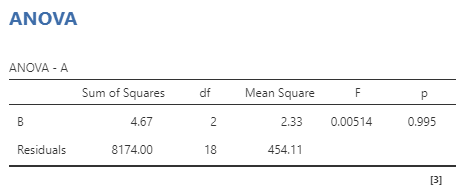 ANOVA
ANOVA - A
Sum of Squares df Mean Square F p
B 4.67 2 2.33 0.00514 0.995
Residuals 8174.00 18 454.11
[3]